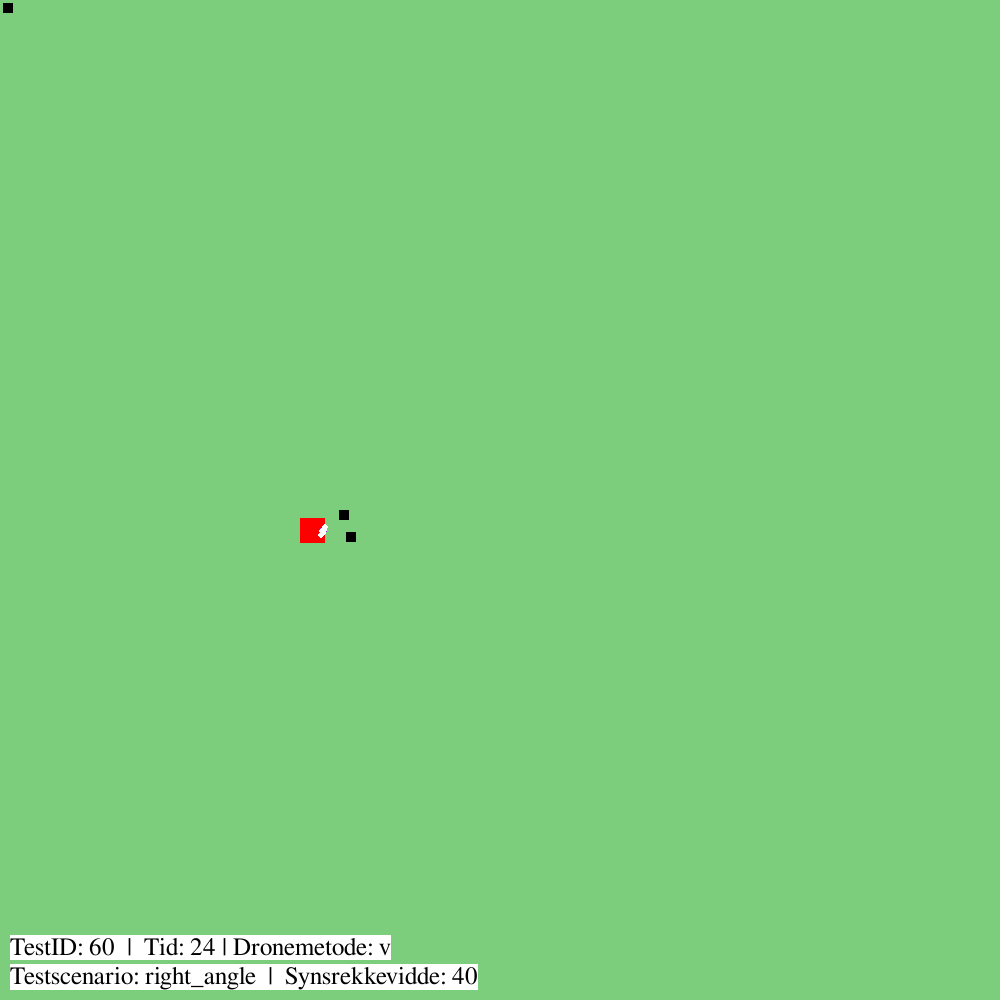 TestID: 60 | Tid: 24 | Dronemetode: v
Testscenario: right_angle | Synsrekkevidde: 40